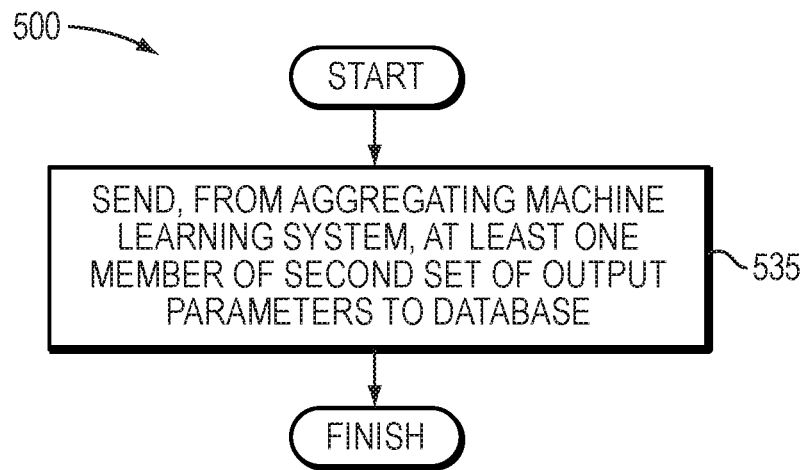 500
START
SEND, FROM AGGREGATING MACHINE
LEARNING SYSTEM, AT LEAST ONE
MEMBER OF SECOND SET OF OUTPUT
PARAMETERS TO DATABASE
535
FINISH